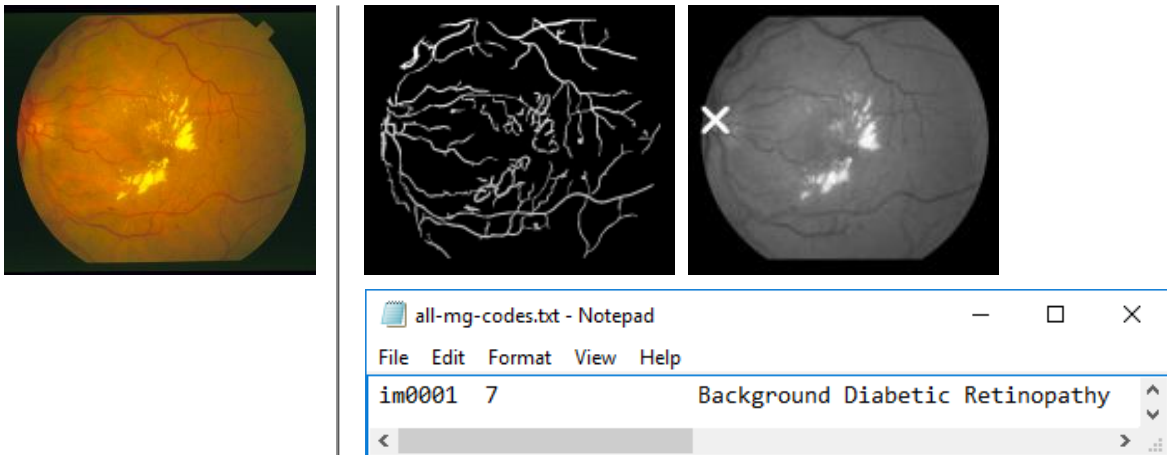 all-mg-codes.txt - Notepad
File Edit Format View Help
im0001 7 Background Diabetic Retinopathy